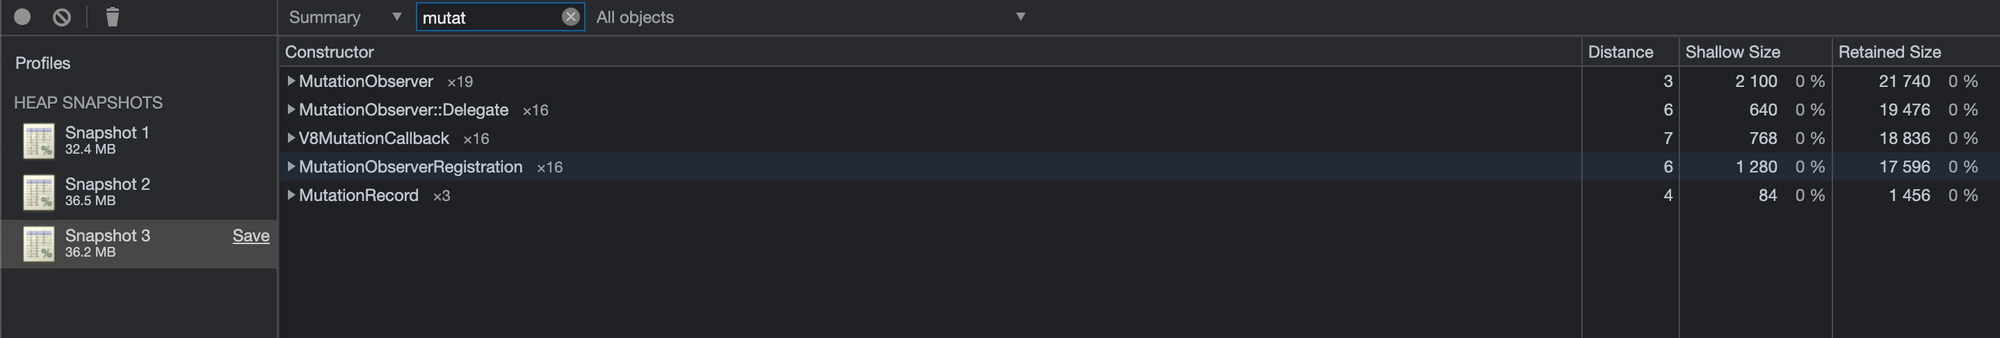 Summary ▼ mutat All objects ▼
Profiles
HEAP SNAPSHOTS
Snapshot 1
32.4 MB
Snapshot 2
36.5 MB
Snapshot 3 Save
36.2 MB
Constructor Distance Shallow Size Retained Size
MutationObserver ×19 3 2 100 0 % 21 740 0 %
MutationObserver::Delegate ×16 6 640 0 % 19 476 0 %
V8MutationCallback ×16 7 768 0 % 18 836 0 %
MutationObserverRegistration ×16 6 1 280 0 % 17 596 0 %
MutationRecord ×3 4 84 0 % 1 456 0 %